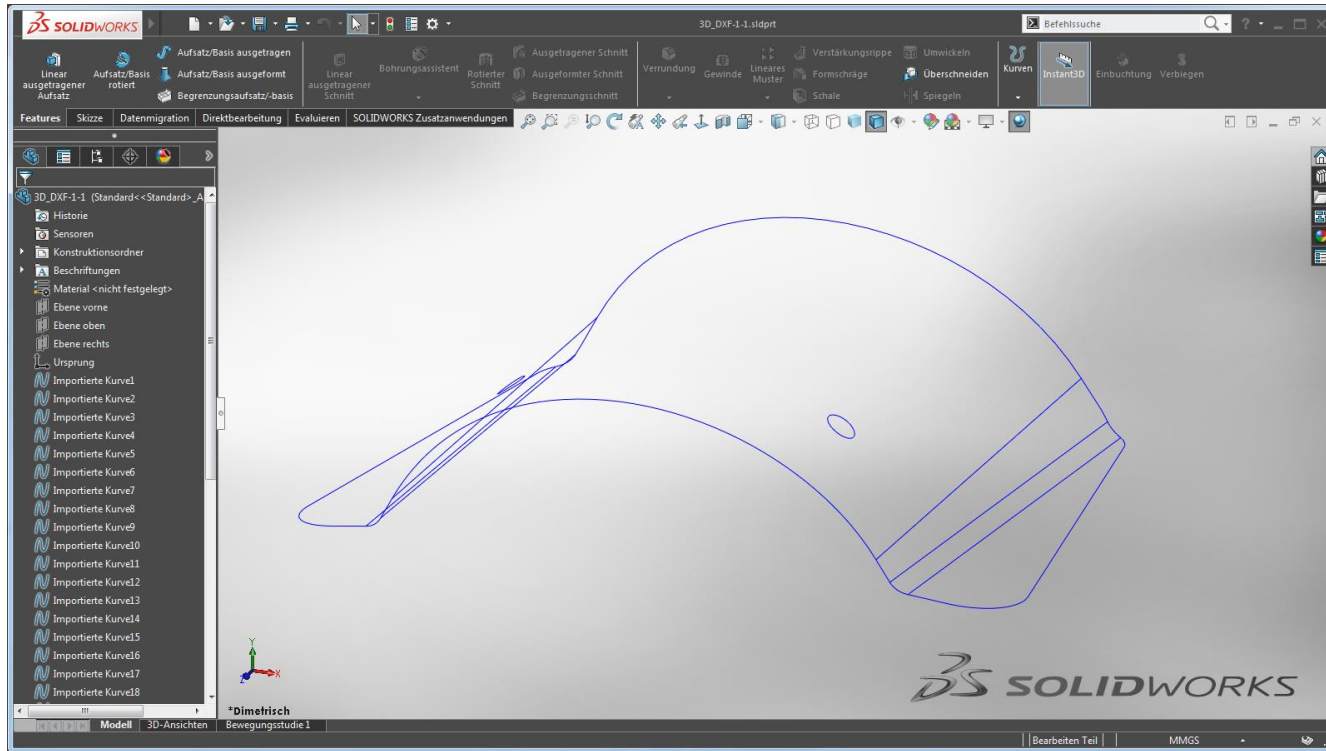 SOLIDWORKS
3D_DXF-1-1.sldprt
Befehlssuche
Linear ausgetragener Aufsatz
Aufsatz/Basis rotiert
Aufsatz/Basis ausgetragen
Aufsatz/Basis ausgeformt
Begrenzungsaufsatz/-basis
Linear ausgetragener Schnitt
Bohrungsassistent
Rotierter Schnitt
Ausgetragener Schnitt
Ausgeformter Schnitt
Begrenzungsschnitt
Verrundung
Gewinde
Lineares Muster
Verstärkungsrippe
Formschräge
Schale
Umwickeln
Überschneiden
Spiegeln
Kurven
Instant3D
Einbuchtung
Verbiegen
Features
Skizze
Datenmigration
Direktbearbeitung
Evaluieren
SOLIDWORKS Zusatzanwendungen
3D_DXF-1-1 (Standard<<Standard>_A
Historie
Sensoren
Konstruktionsordner
Beschriftungen
Material <nicht festgelegt>
Ebene vorne
Ebene oben
Ebene rechts
Ursprung
Importierte Kurve1
Importierte Kurve2
Importierte Kurve3
Importierte Kurve4
Importierte Kurve5
Importierte Kurve6
Importierte Kurve7
Importierte Kurve8
Importierte Kurve9
Importierte Kurve10
Importierte Kurve11
Importierte Kurve12
Importierte Kurve13
Importierte Kurve14
Importierte Kurve15
Importierte Kurve16
Importierte Kurve17
Importierte Kurve18
Y
X
Z
*Dimetrisch
SOLIDWORKS
Modell
3D-Ansichten
Bewegungsstudie 1
Bearbeiten Teil
MMGS